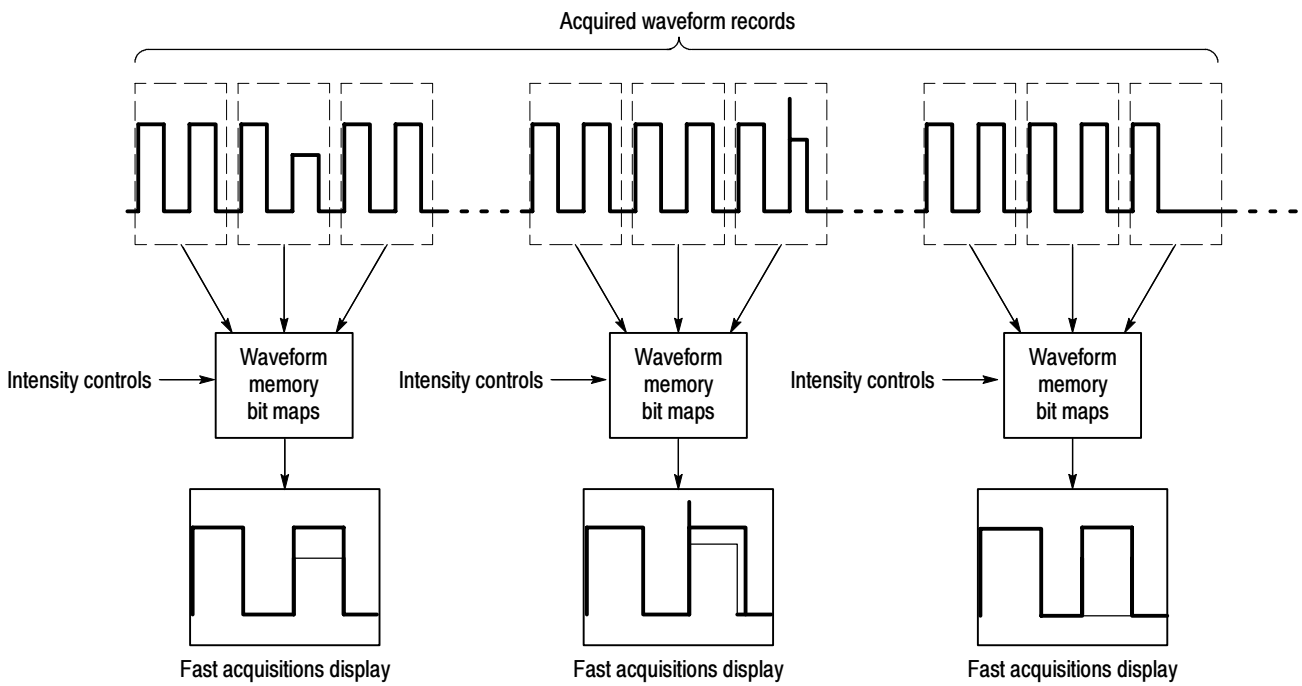 Acquired waveform records
Intensity controls
Waveform
memory
bit maps
Intensity controls
Waveform
memory
bit maps
Intensity controls
Waveform
memory
bit maps
Fast acquisitions display
Fast acquisitions display
Fast acquisitions display